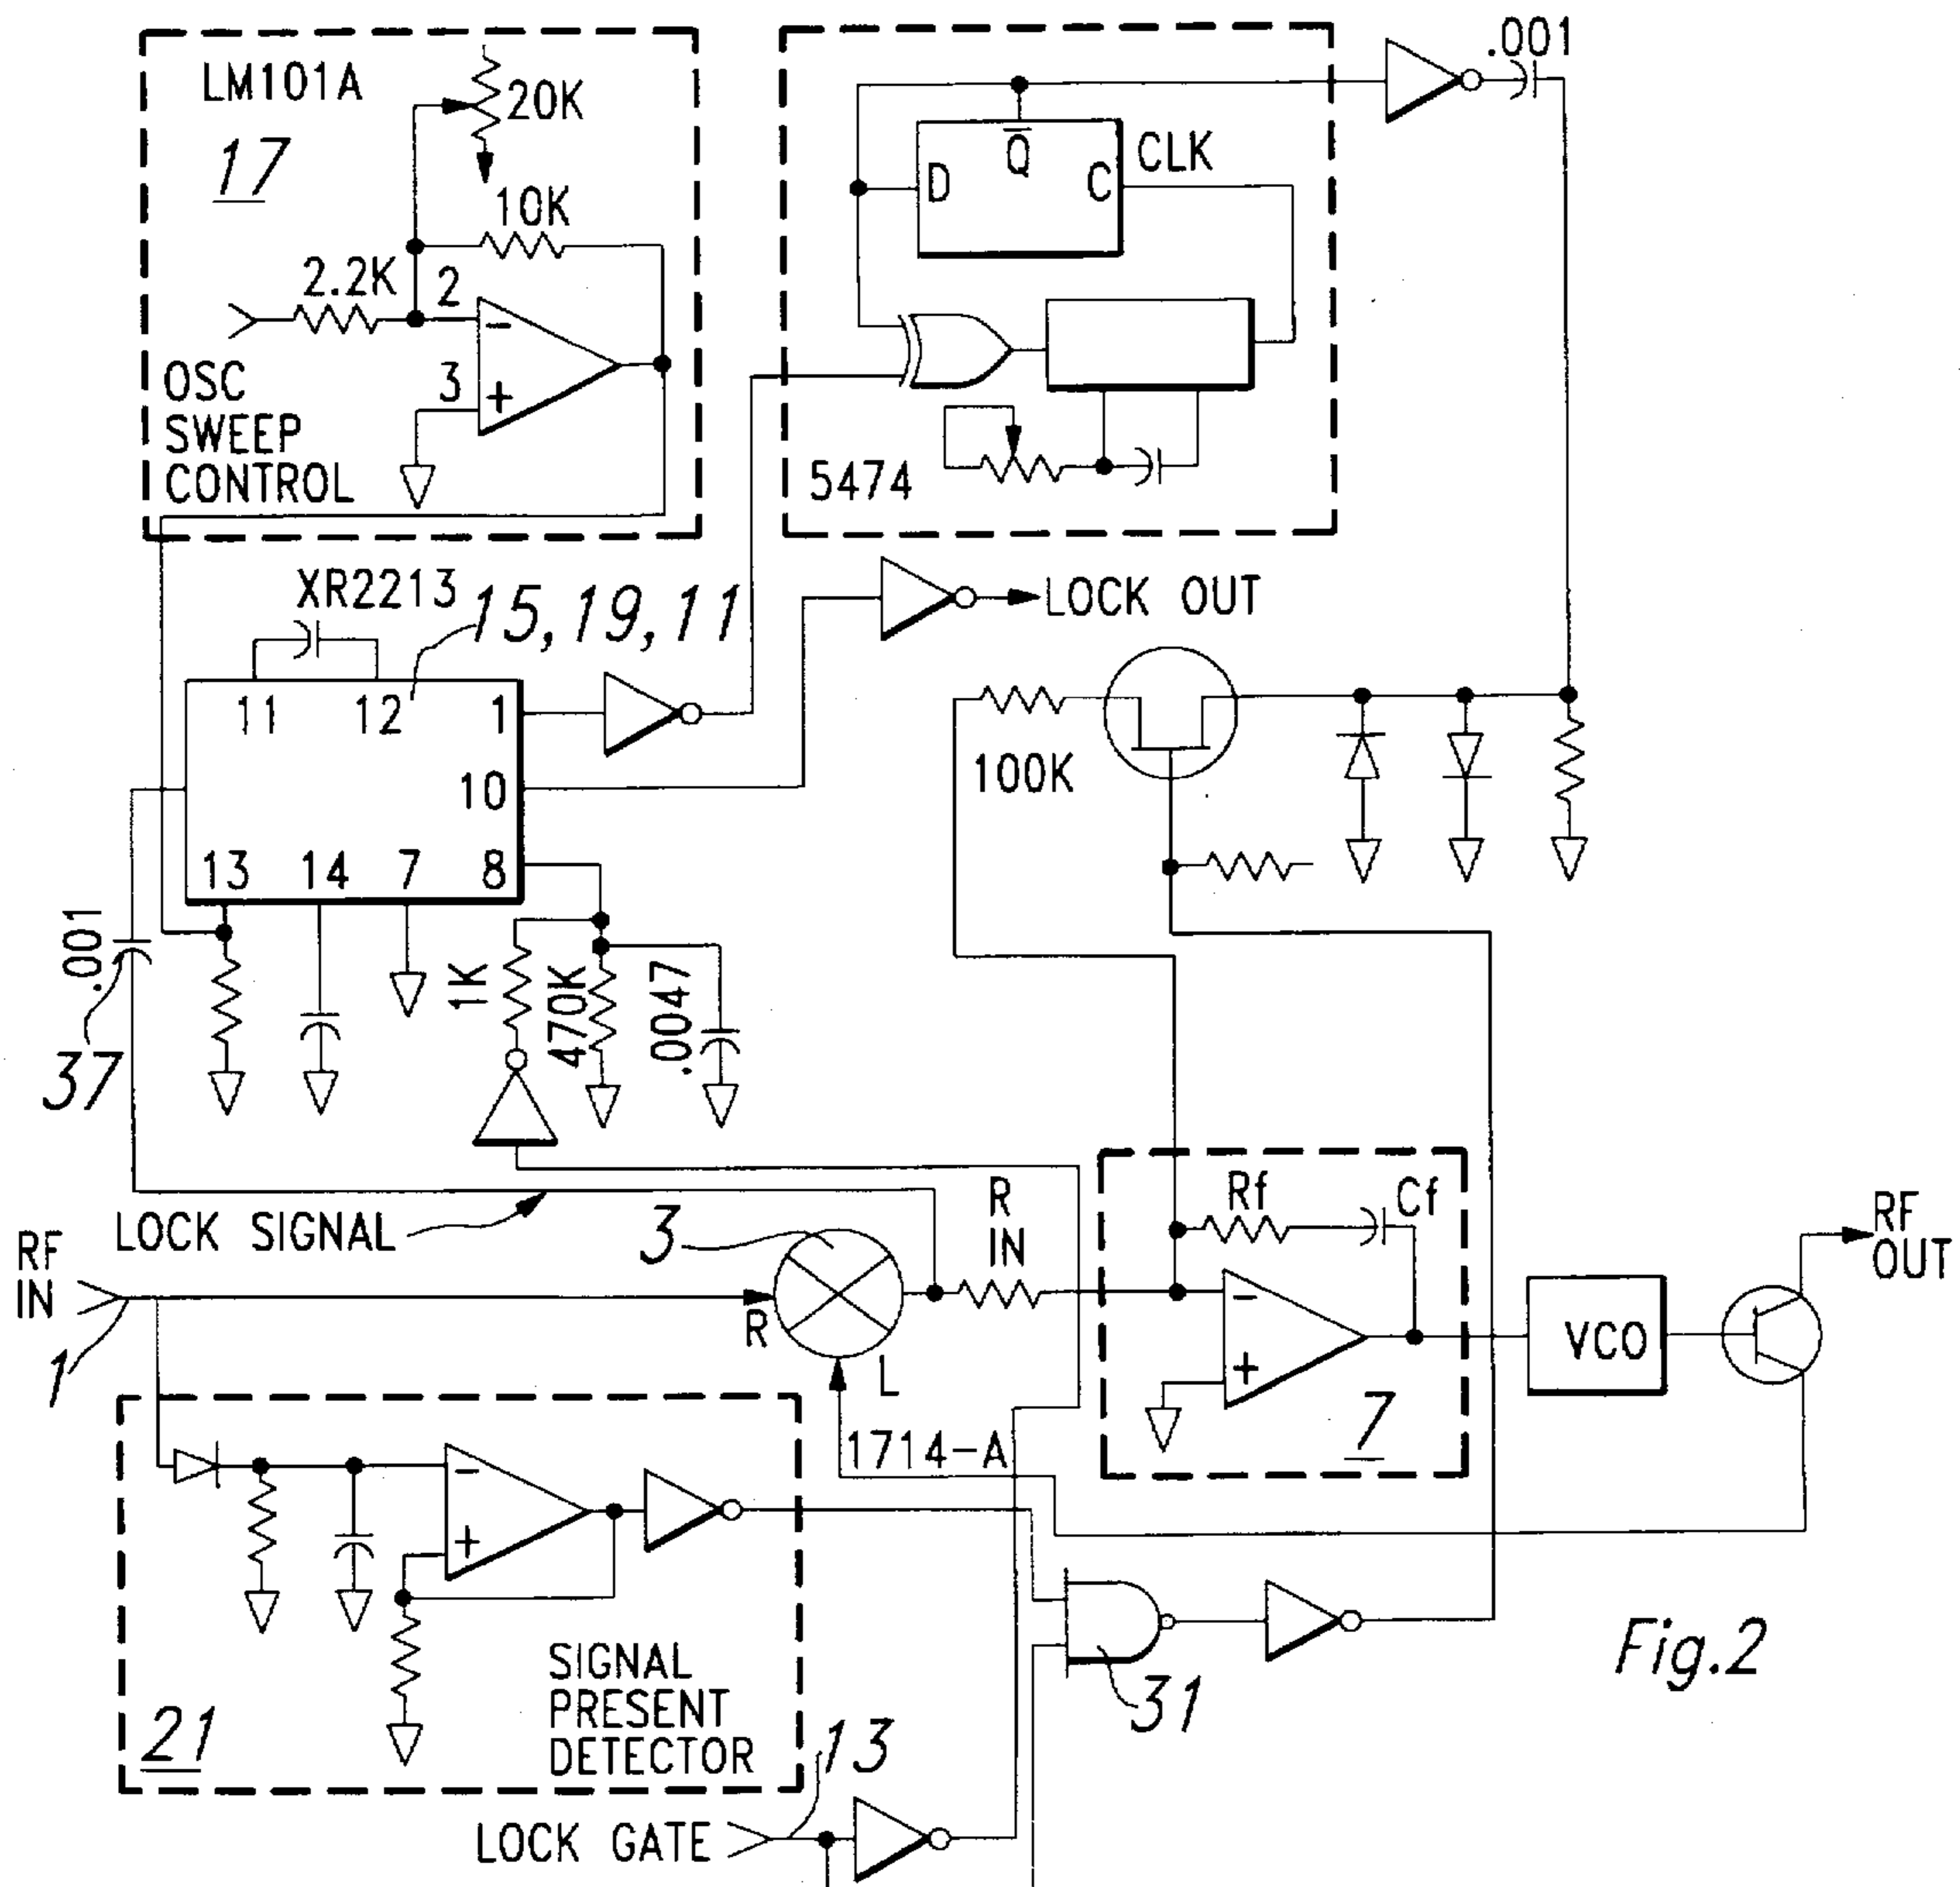 .001
LM101A
20K
17
Q
CLK
D
C
10K
2.2K
2
-
3
+
OSC
SWEEP
CONTROL
5474
XR2213
15, 19, 11
LOCK OUT
11
12
1
10
100K
13
14
7
8
.001
1K
470K
.0047
37
LOCK SIGNAL
3
R
IN
Rf
Cf
RF
IN
RF
OUT
R
-
VCO
1
L
+
7
1714-A
-
+
SIGNAL
PRESENT
DETECTOR
21
31
Fig.2
13
LOCK GATE